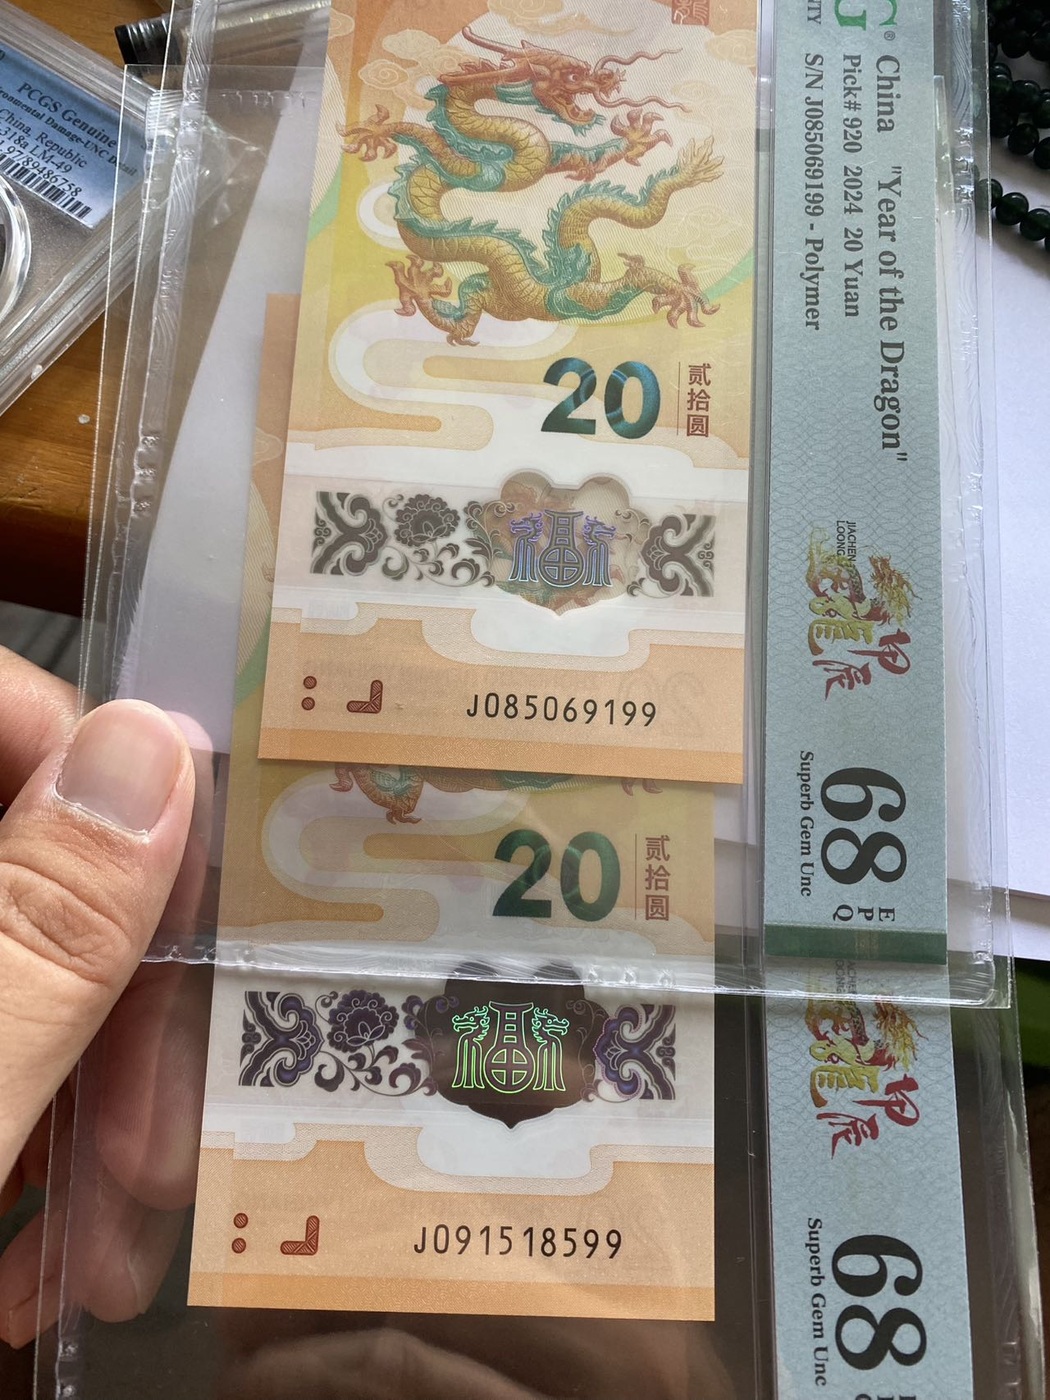 PCGS Genuine
China, Republic
G®
China "Year of the Dragon"
Pick# 920 2024 20 Yuan
S/N J085069199 - Polymer
JIACHEN
LOONG
甲辰
68 EPQ
Superb Gem Unc
20
贰拾圆
福
J085069199
20
贰拾圆
福
J091518599
甲辰
68
Superb Gem Unc